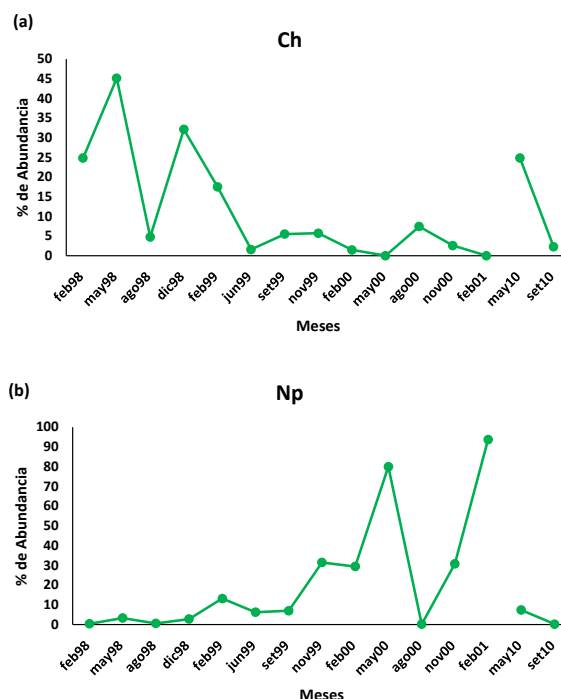 (a)
Ch
50
45
40
35
30
25
20
15
10
5
0
% de Abundancia
feb98 may98 ago98 dic98 feb99 jun99 set99 nov99 feb00 may00 ago00 nov00 feb01 may10 set10
Meses
(b)
Np
100
90
80
70
60
50
40
30
20
10
0
% de Abundancia
feb98 may98 ago98 dic98 feb99 jun99 set99 nov99 feb00 may00 ago00 nov00 feb01 may10 set10
Meses